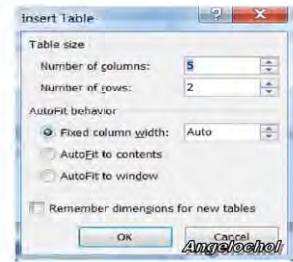 Insert Table
Table size
Number of columns: 5
Number of rows: 2
AutoFit behavior
Fixed column width: Auto
AutoFit to contents
AutoFit to window
Remember dimensions for new tables
OK Cancel
Angelochol